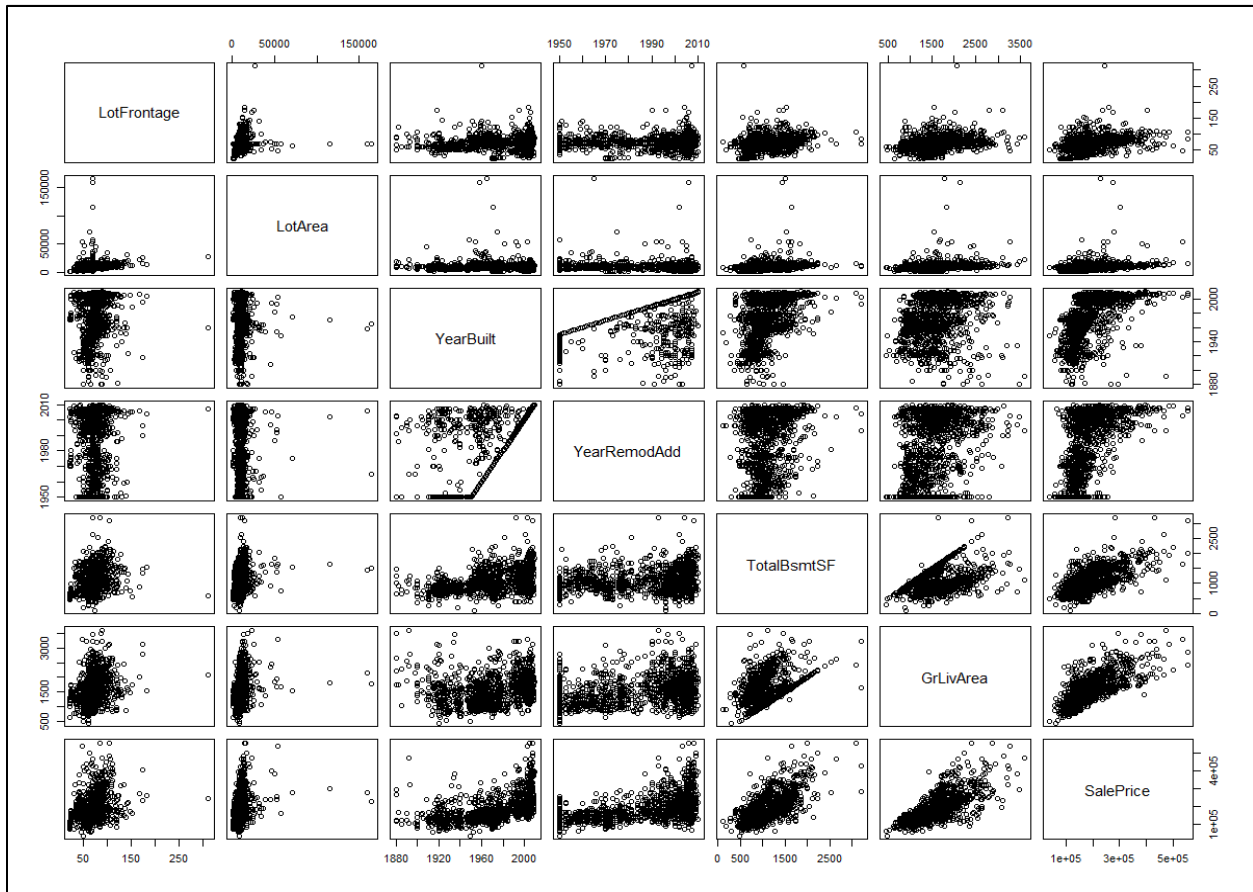 0 50000 150000 1950 1970 1990 2010 500 1500 2500 3500
LotFrontage
50 150 250
LotArea
0 50000 150000
YearBuilt
1880 1940 2000
YearRemodAdd
1950 1980 2010
TotalBsmtSF
0 1000 2500
GrLivArea
500 1500 3000
SalePrice
1e+05 4e+05
50 150 250 1880 1920 1960 2000 0 500 1500 2500 1e+05 3e+05 5e+05